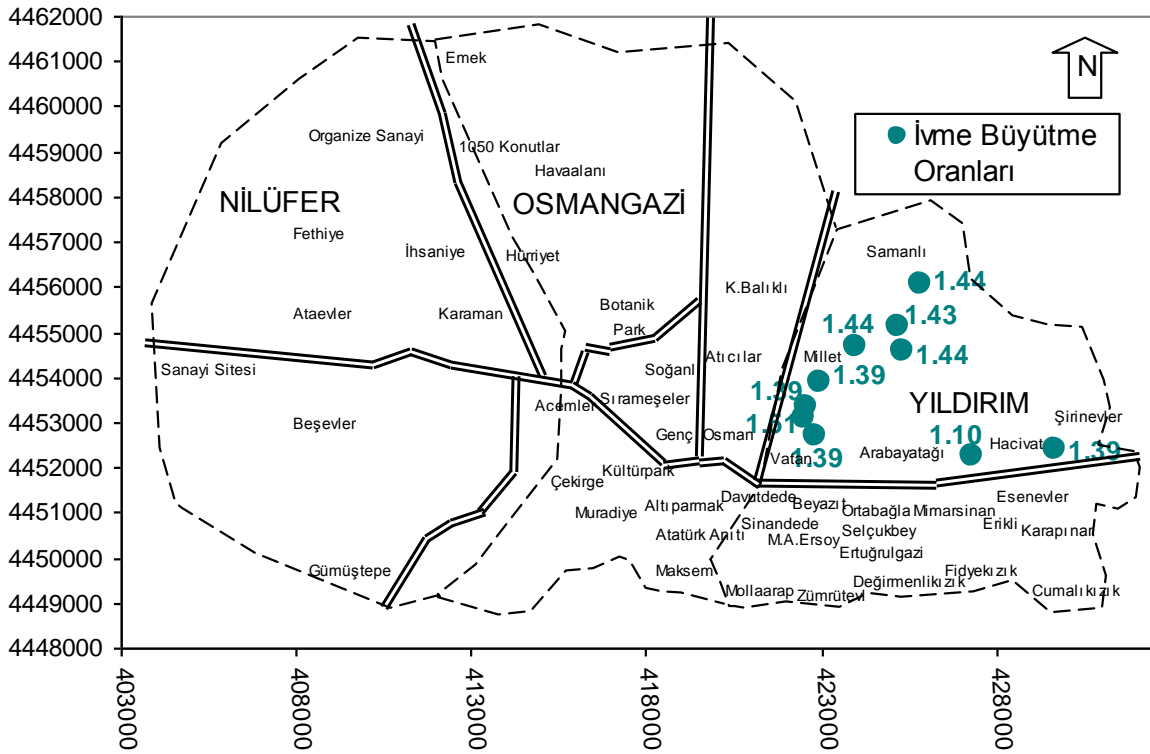 4462000
4461000
4460000
4459000
4458000
4457000
4456000
4455000
4454000
4453000
4452000
4451000
4450000
4449000
4448000
403000
408000
413000
418000
423000
428000
N
İvme Büyütme
Oranları
Emek
Organize Sanayi
1050 Konutlar
Havaalanı
NİLÜFER
OSMANGAZİ
Fethiye
İhsaniye
Hürriyet
Samanlı
K.Balıklı
1.44
Ataevler
Karaman
Botanik
Park
1.43
1.44
1.44
Sanayi Sitesi
Soğanl
Atıcılar
Millet
1.39
Acemler
Sırameşeler
1.39
YILDIRIM
Şirinevler
Beşevler
Genç Osman
1.51
1.10
Hacivat
1.39
Kültürpark
Vatan
1.39
Arabayatağı
Çekirge
Muradiye
Altıparmak
Davutdede
Beyazıt
Ortabağla
Mimarsinan
Esenevler
Atatürk Anıtı
Sinandede
M.A.Ersoy
Selçukbey
Erikli
Karapınar
Ertuğrulgazi
Gümüştepe
Maksem
Mollaarap
Zümrütevl
Değirmenlikızık
Fidyekızık
Cumalıkızık